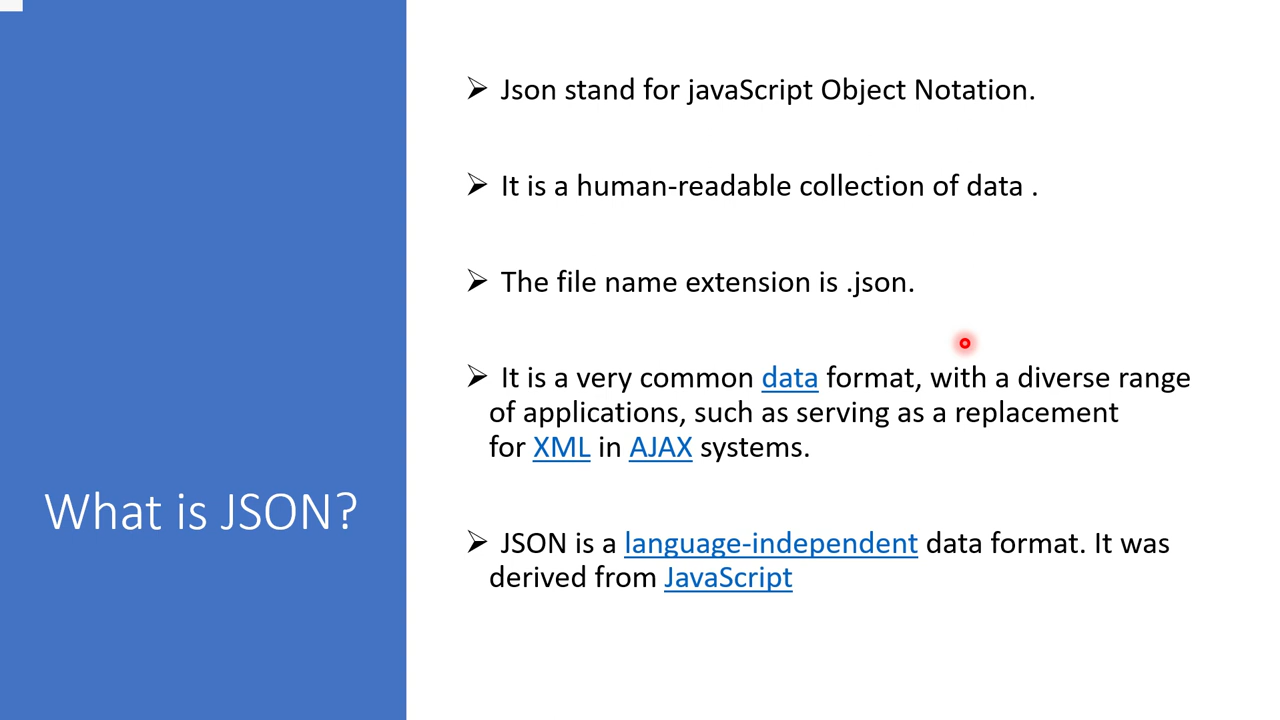 What is JSON?
➢ Json stand for javaScript Object Notation.
➢ It is a human-readable collection of data .
➢ The file name extension is .json.
➢ It is a very common data format, with a diverse range
of applications, such as serving as a replacement
for XML in AJAX systems.
➢ JSON is a language-independent data format. It was
derived from JavaScript